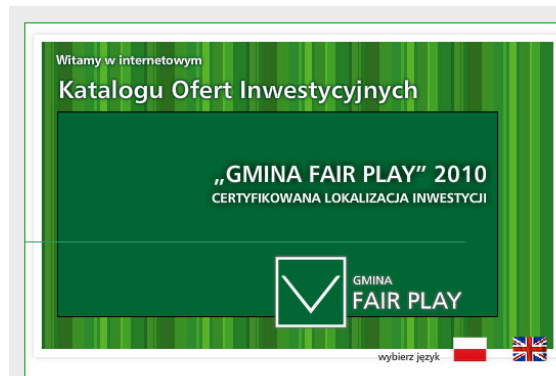 Witamy w internetowym
Katalogu Ofert Inwestycyjnych
„GMINA FAIR PLAY” 2010
CERTYFIKOWANA LOKALIZACJA INWESTYCJI
GMINA
FAIR PLAY
wybierz język